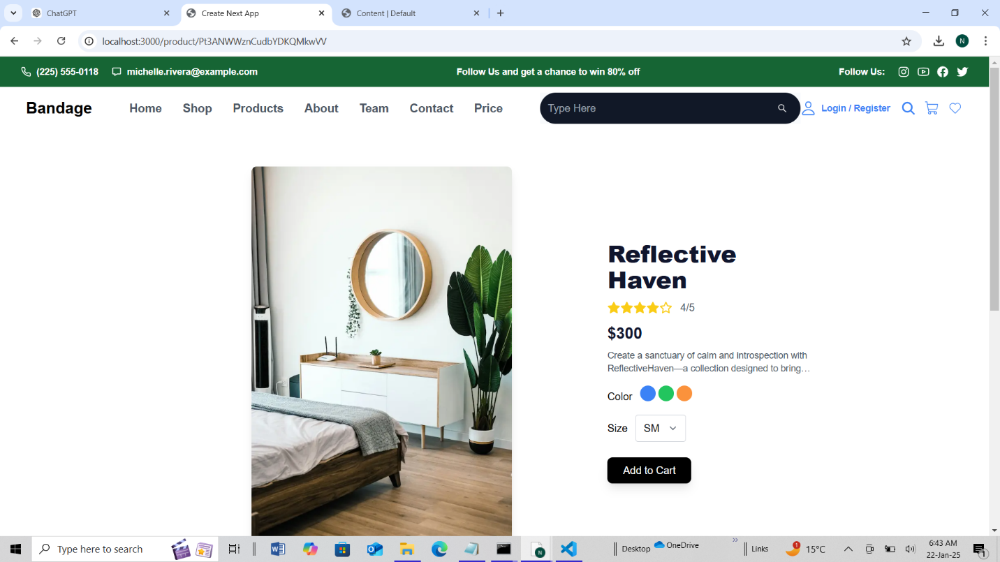 ChatGPT
Create Next App
Content | Default
localhost:3000/product/Pt3ANWWznCudbYDKQMkwVV
N
(225) 555-0118
michelle.rivera@example.com
Follow Us and get a chance to win 80% off
Follow Us:
Bandage
Home
Shop
Products
About
Team
Contact
Price
Type Here
Login / Register
Reflective
Haven
4/5
$300
Create a sanctuary of calm and introspection with
ReflectiveHaven—a collection designed to bring…
Color
Size
SM
Add to Cart
Type here to search
N
Desktop
OneDrive
Links
1
15°C
6:43 AM
22-Jan-25
1